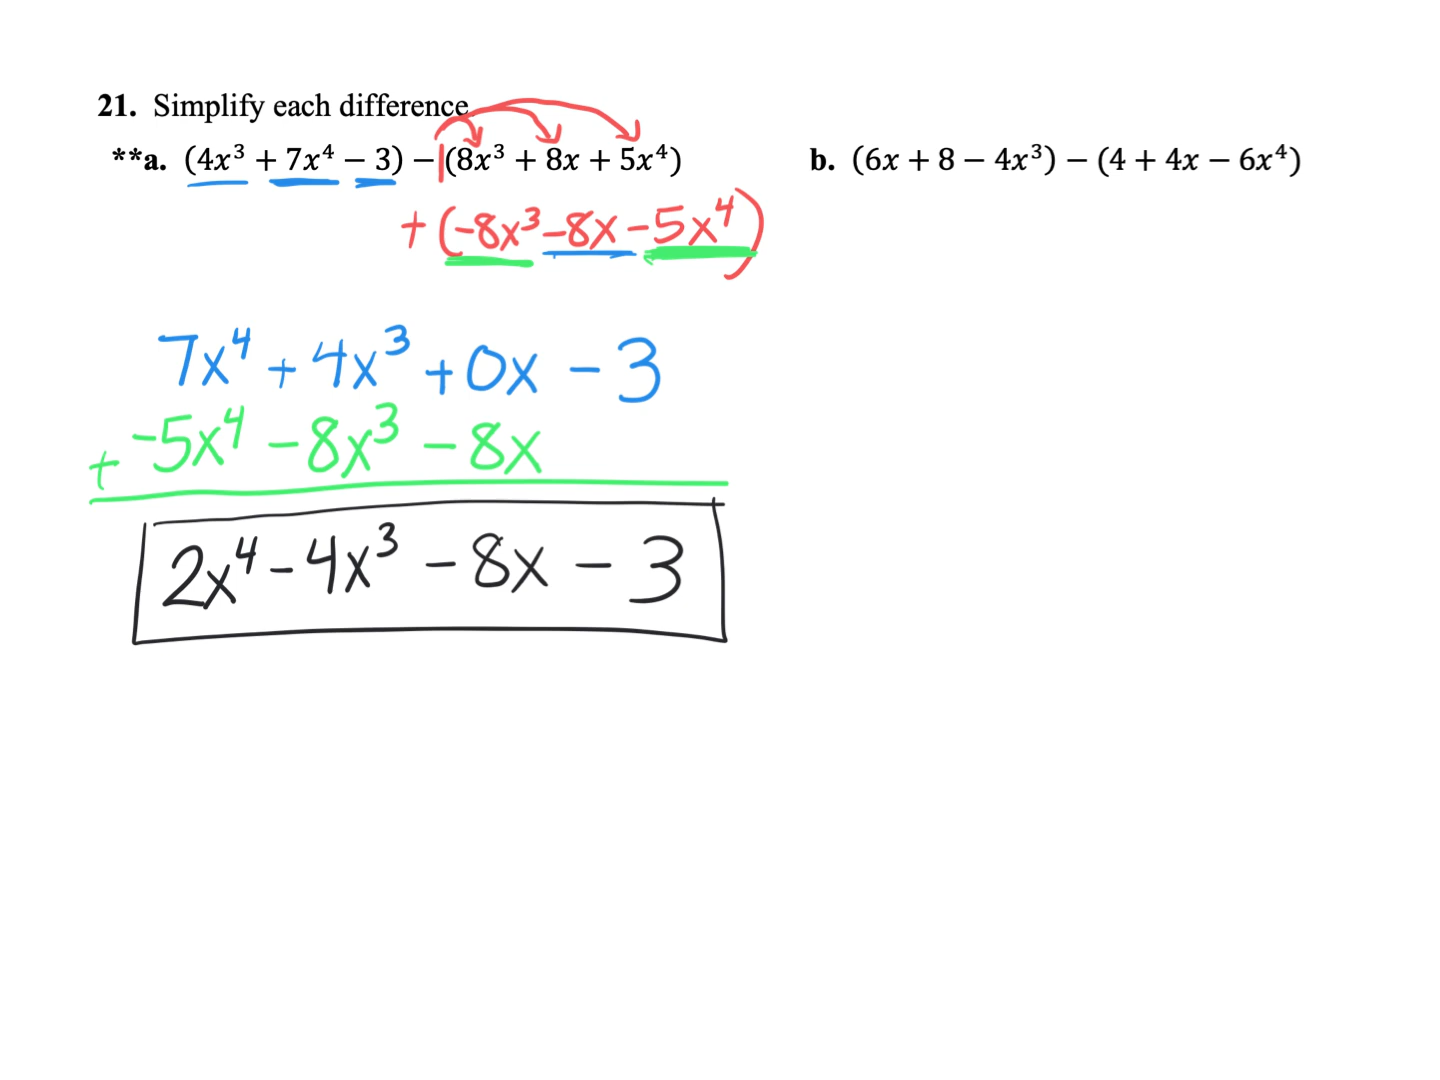 21. Simplify each difference
**a. (4x³ + 7x⁴ − 3) − 1(8x³ + 8x + 5x⁴)
+ (-8x³ -8x -5x⁴)
7x⁴ + 4x³ + 0x - 3
+ -5x⁴ - 8x³ - 8x
2x⁴ - 4x³ - 8x - 3
b. (6x + 8 − 4x³) − (4 + 4x − 6x⁴)